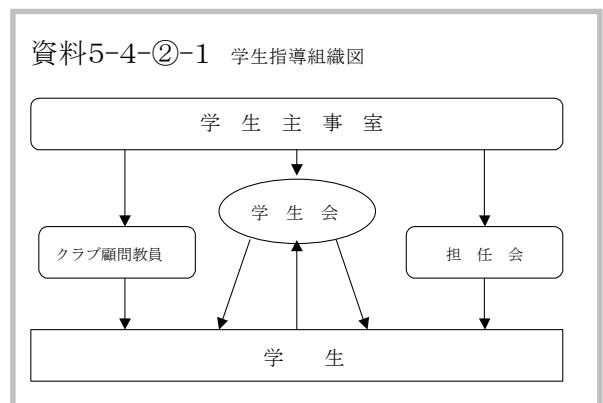 資料5-4-②-1 学生指導組織図
学 生 主 事 室
学 生 会
クラブ顧問教員
担 任 会
学 生